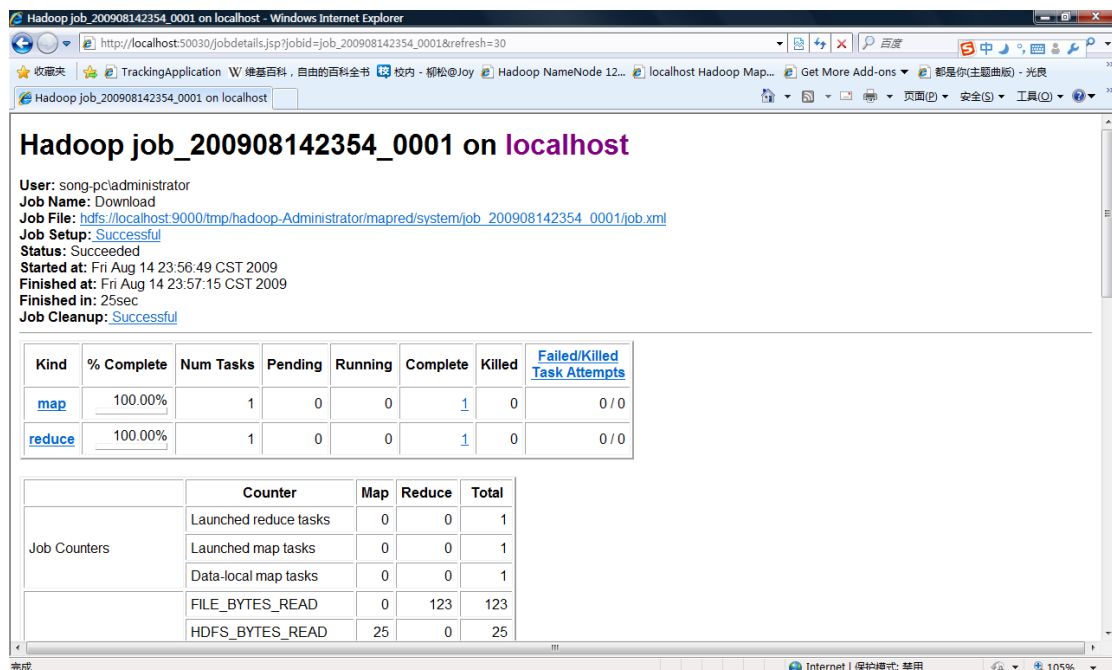 Hadoop job_200908142354_0001 on localhost - Windows Internet Explorer
http://localhost:50030/jobdetails.jsp?jobid=job_200908142354_0001&refresh=30
百度
中
收藏夹 TrackingApplication 维基百科，自由的百科全书 校内 - 柳松@Joy Hadoop NameNode 12... localhost Hadoop Map... Get More Add-ons 都是你(主题曲版) - 光良
Hadoop job_200908142354_0001 on localhost 页面(P) 安全(S) 工具(O)
Hadoop job_200908142354_0001 on localhost
User: song-pc\administrator
Job Name: Download
Job File: hdfs://localhost:9000/tmp/hadoop-Administrator/mapred/system/job_200908142354_0001/job.xml
Job Setup: Successful
Status: Succeeded
Started at: Fri Aug 14 23:56:49 CST 2009
Finished at: Fri Aug 14 23:57:15 CST 2009
Finished in: 25sec
Job Cleanup: Successful
Kind % Complete Num Tasks Pending Running Complete Killed Failed/Killed Task Attempts
map 100.00% 1 0 0 1 0 0 / 0
reduce 100.00% 1 0 0 1 0 0 / 0
Counter Map Reduce Total
Job Counters
Launched reduce tasks 0 0 1
Launched map tasks 0 0 1
Data-local map tasks 0 0 1
FILE_BYTES_READ 0 123 123
HDFS_BYTES_READ 25 0 25
完成 Internet | 保护模式: 禁用 105%